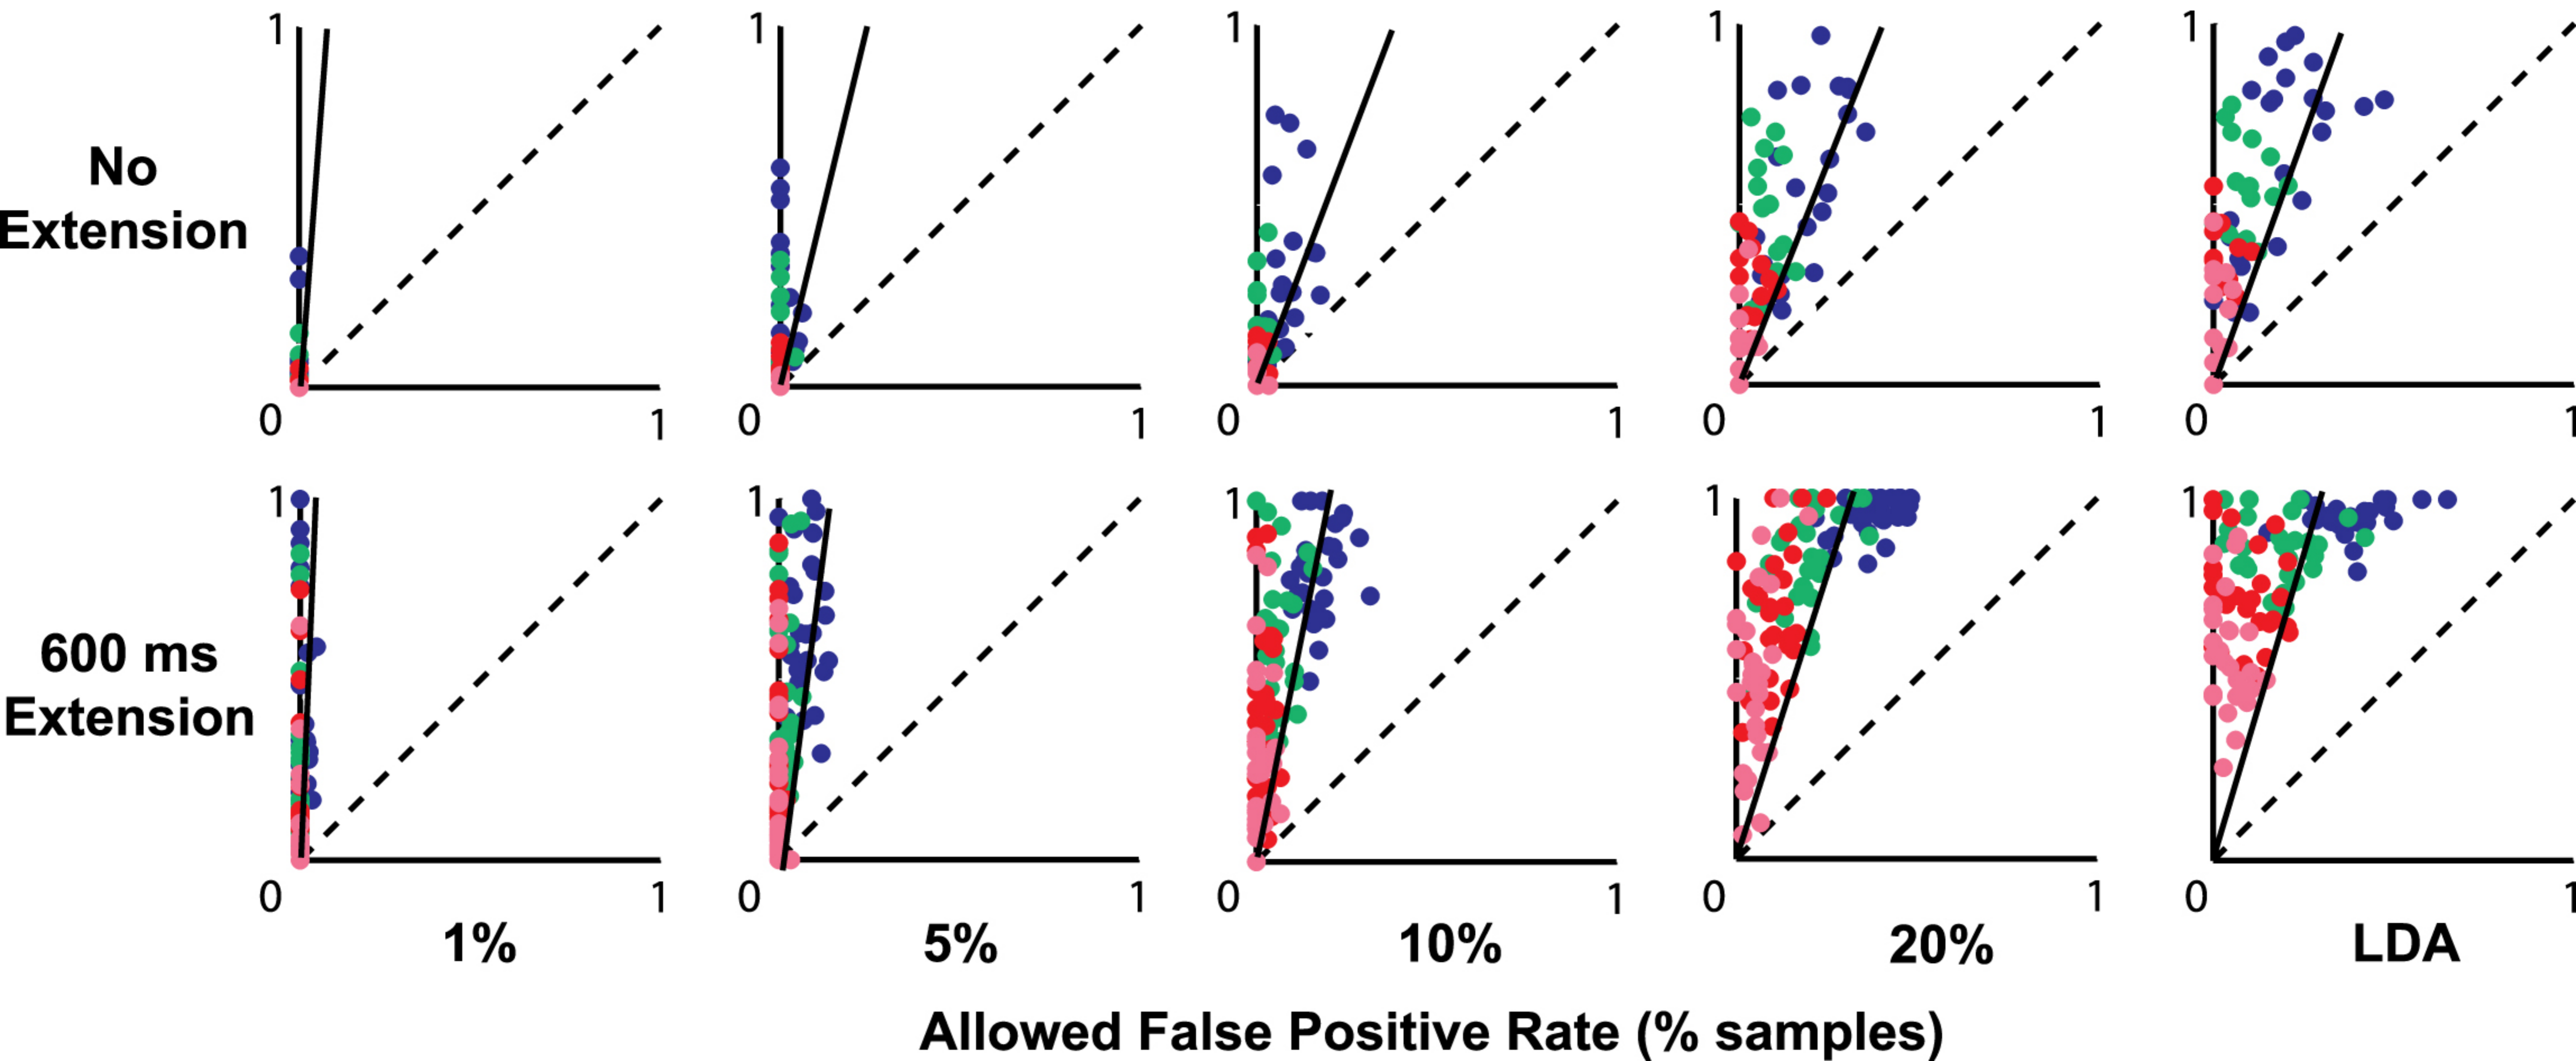 1 1 1 1 1
No
Extension
0 1 0 1 0 1 0 1 0 1
1 1 1 1 1
600 ms
Extension
0 1 0 1 0 1 0 1 0 1
1% 5% 10% 20% LDA
Allowed False Positive Rate (% samples)